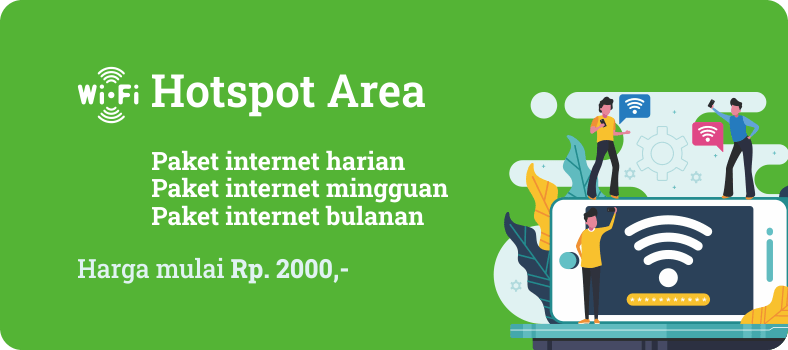 Wi-Fi Hotspot Area
Paket internet harian
Paket internet mingguan
Paket internet bulanan
Harga mulai Rp. 2000,-